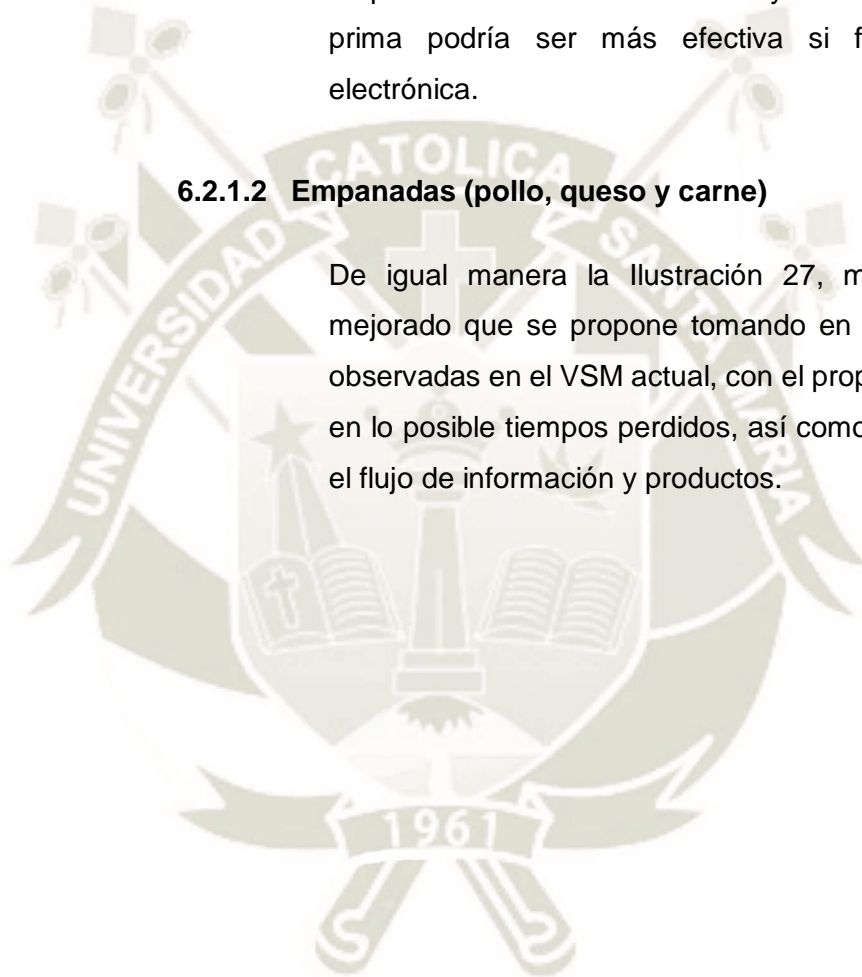 prima podría ser más efectiva si
electrónica.
6.2.1.2 Empanadas (pollo, queso y carne)
De igual manera la Ilustración 27,
mejorado que se propone tomando en
observadas en el VSM actual, con el
en lo posible tiempos perdidos, así como
el flujo de información y productos.
UNIVERSIDAD CATOLICA SANTA MARIA
1961